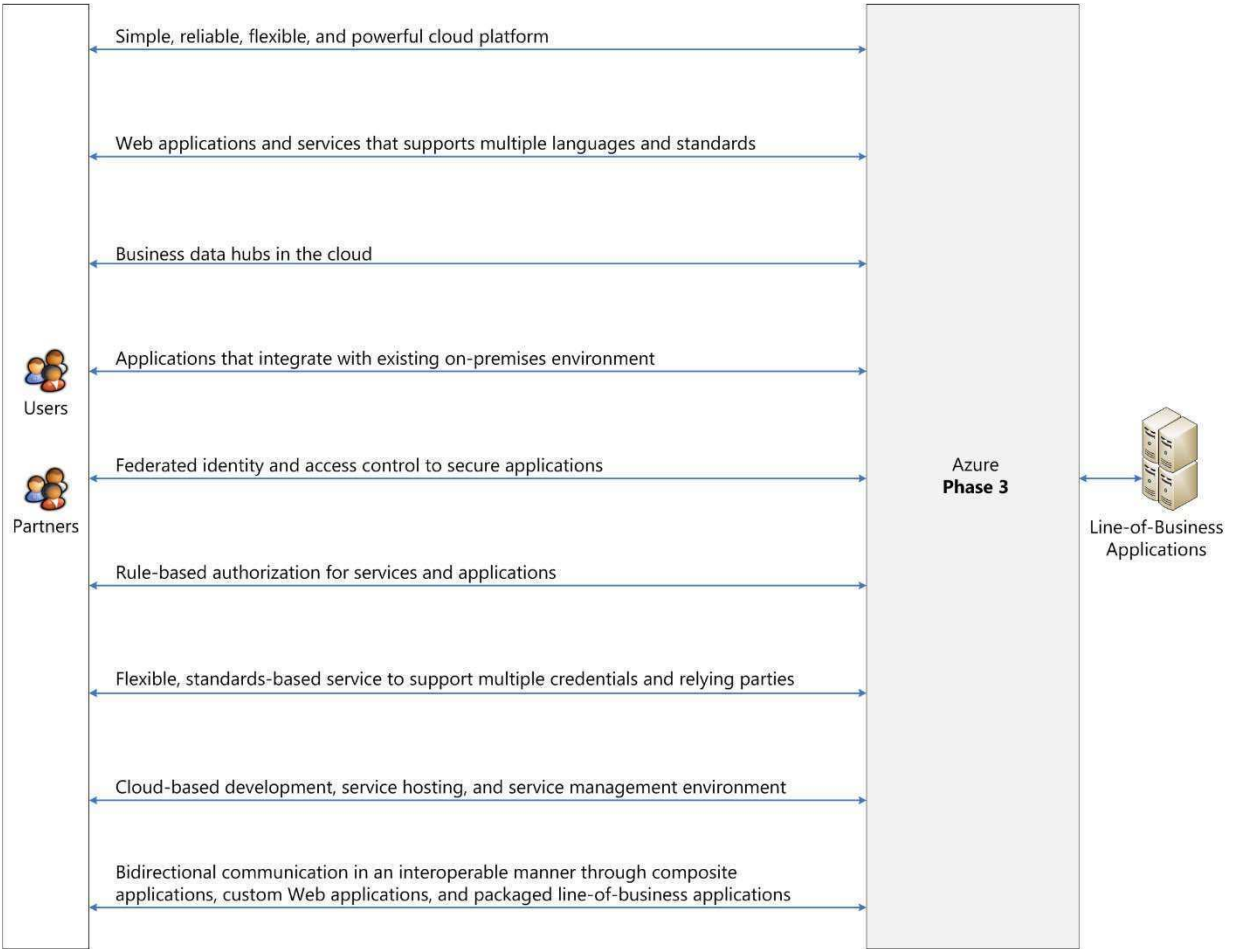 Simple, reliable, flexible, and powerful cloud platform
Web applications and services that supports multiple languages and standards
Business data hubs in the cloud
Applications that integrate with existing on-premises environment
Users
Federated identity and access control to secure applications
Partners
Azure
Phase 3
Line-of-Business
Applications
Rule-based authorization for services and applications
Flexible, standards-based service to support multiple credentials and relying parties
Cloud-based development, service hosting, and service management environment
Bidirectional communication in an interoperable manner through composite
applications, custom Web applications, and packaged line-of-business applications